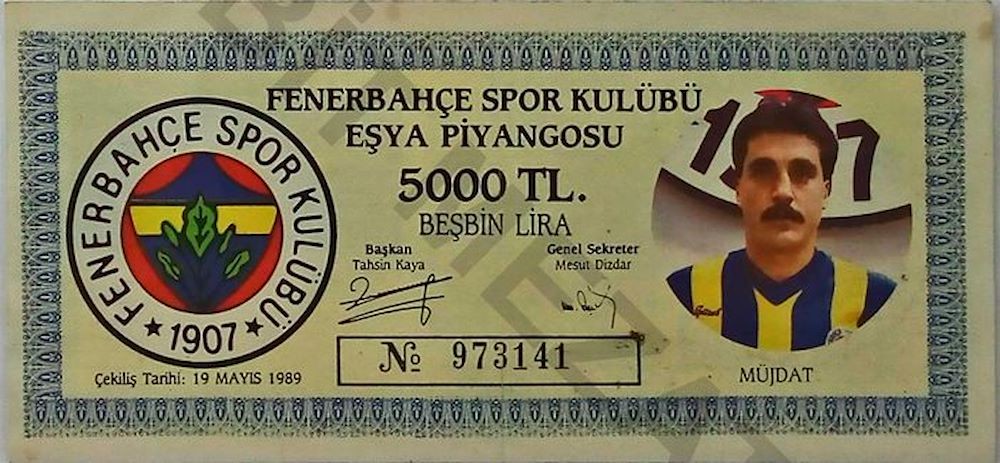 FENERBAHÇE SPOR KULÜBÜ
EŞYA PİYANGOSU
5000 TL.
BEŞBİN LİRA
Başkan
Tahsin Kaya
Genel Sekreter
Mesut Dizdar
№ 973141
FENERBAHÇE SPOR KULÜBÜ
★ 1907 ★
Çekiliş Tarihi: 19 MAYIS 1989
MÜJDAT